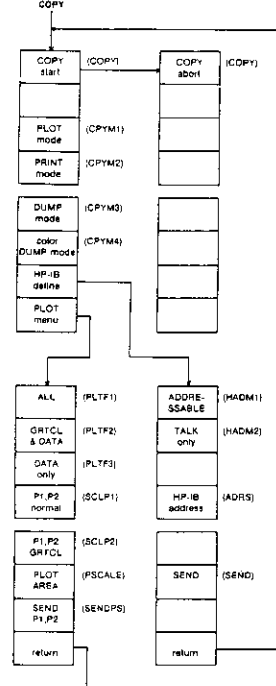 COPY
COPY (COPY)
start
COPY (COPY)
abort
PLOT (CPYM1)
mode
PRINT (CPYM2)
mode
DUMP (CPYM3)
mode
color (CPYM4)
DUMP mode
HP-IB
define
PLOT
menu
ALL (PLTF1)
GRTCL (PLTF2)
& DATA
DATA (PLTF3)
only
P1,P2 (SCLP1)
normal
P1,P2 (SCLP2)
GRTCL
PLOT (PSCALE)
AREA
SEND (SENDPS)
P1,P2
return
ADDRE- (HADM1)
SSABLE
TALK (HADM2)
only
HP-IB (ADRS)
address
SEND (SEND)
return